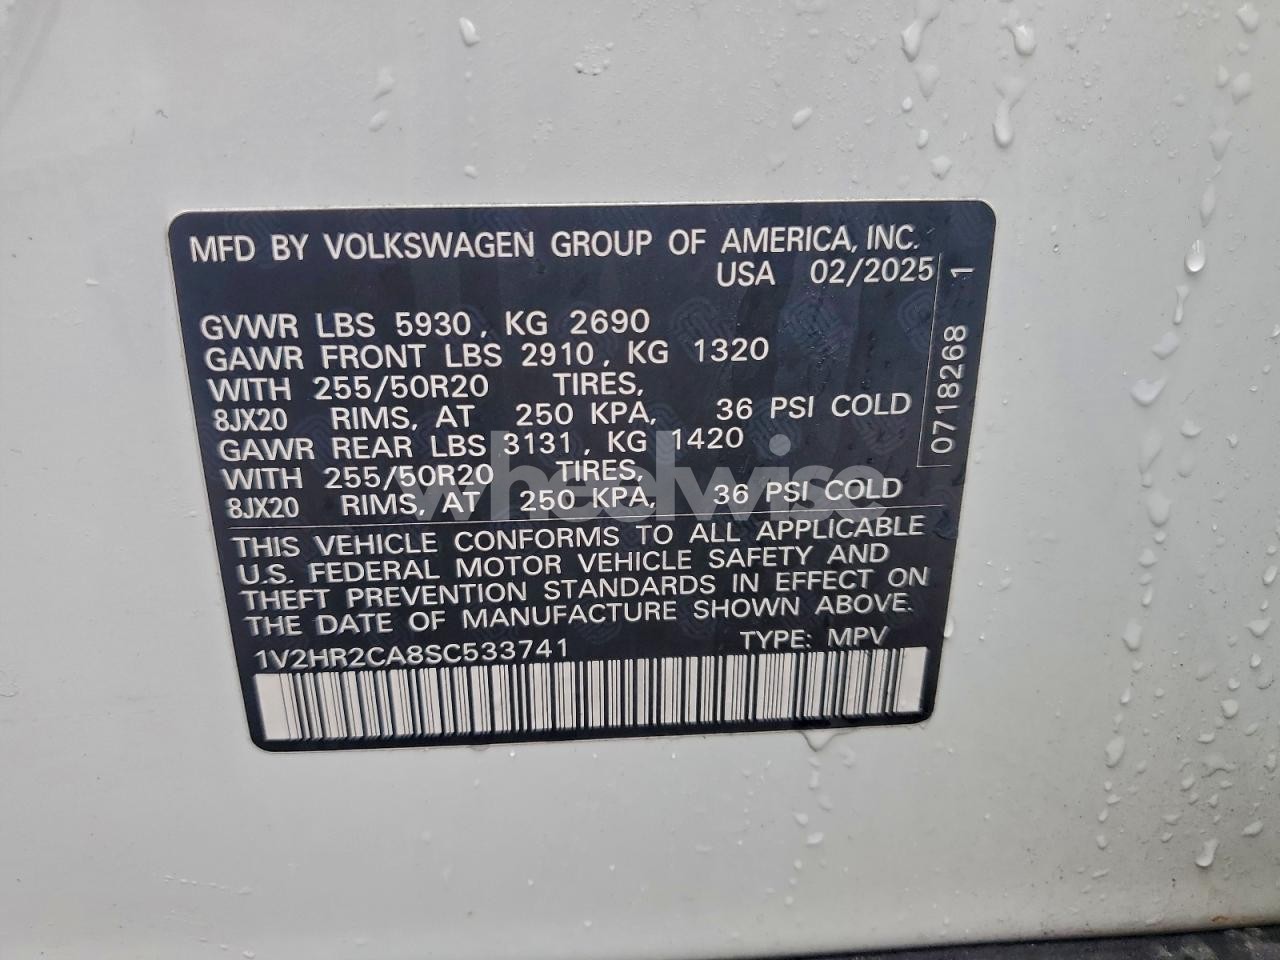 MFD BY VOLKSWAGEN GROUP OF AMERICA, INC.
USA 02/2025
GVWR LBS 5930, KG 2690
GAWR FRONT LBS 2910, KG 1320
WITH 255/50R20 TIRES,
8JX20 RIMS, AT 250 KPA, 36 PSI COLD
GAWR REAR LBS 3131, KG 1420
WITH 255/50R20 TIRES,
8JX20 RIMS, AT 250 KPA, 36 PSI COLD
THIS VEHICLE CONFORMS TO ALL APPLICABLE
U.S. FEDERAL MOTOR VEHICLE SAFETY AND
THEFT PREVENTION STANDARDS IN EFFECT ON
THE DATE OF MANUFACTURE SHOWN ABOVE.
1V2HR2CA8SC533741 TYPE: MPV
0718268 1
wheelwise